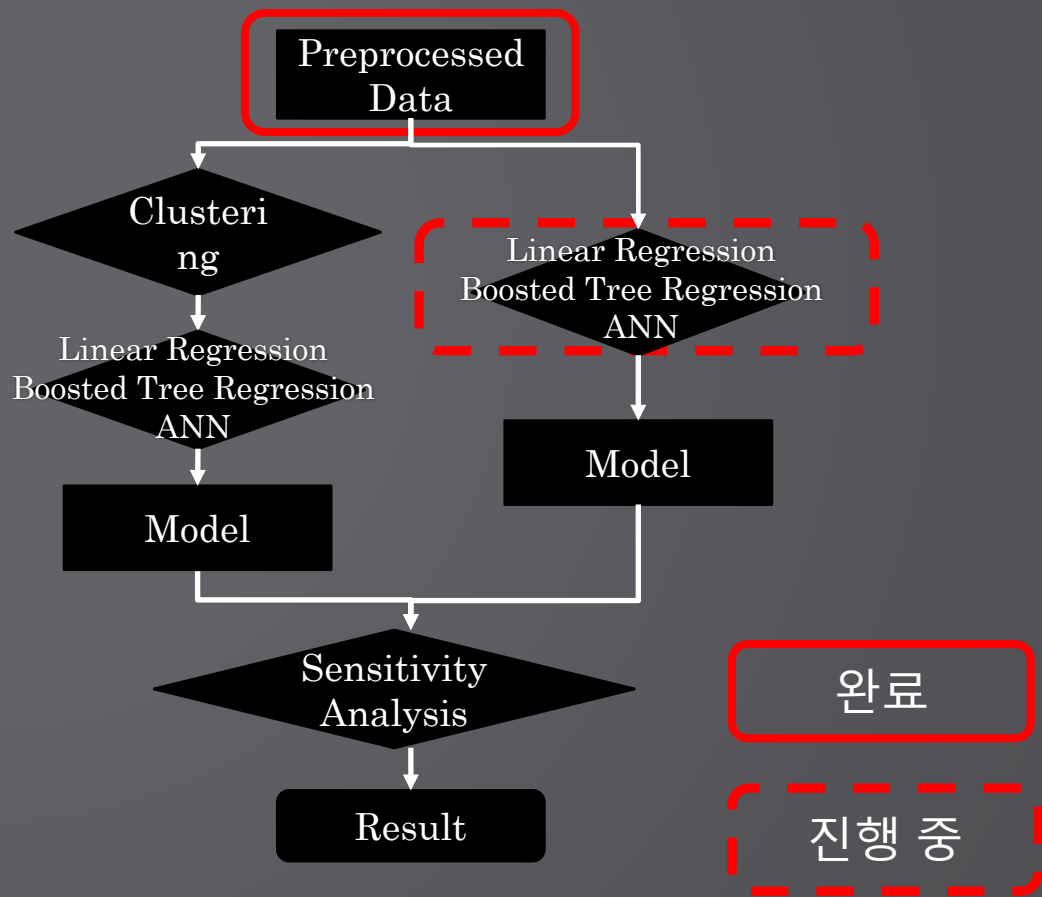 Preprocessed
Data
Clusteri
ng
Linear Regression
Boosted Tree Regression
ANN
Linear Regression
Boosted Tree Regression
ANN
Model
Model
Sensitivity
Analysis
Result
완료
진행 중